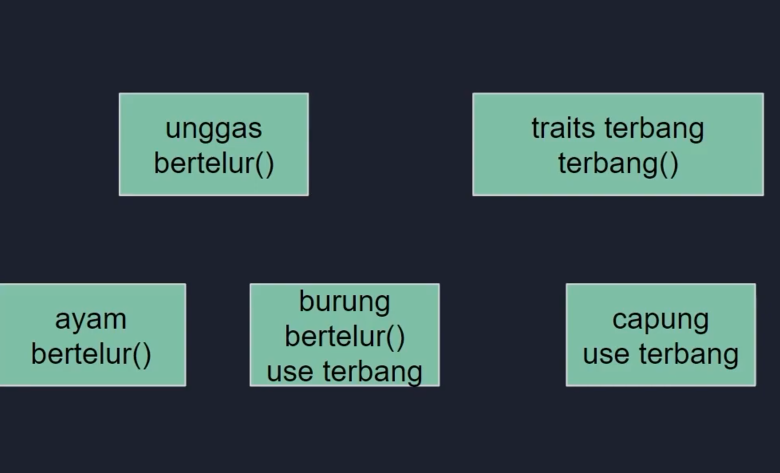 unggas
bertelur()
traits terbang
terbang()
ayam
bertelur()
burung
bertelur()
use terbang
capung
use terbang